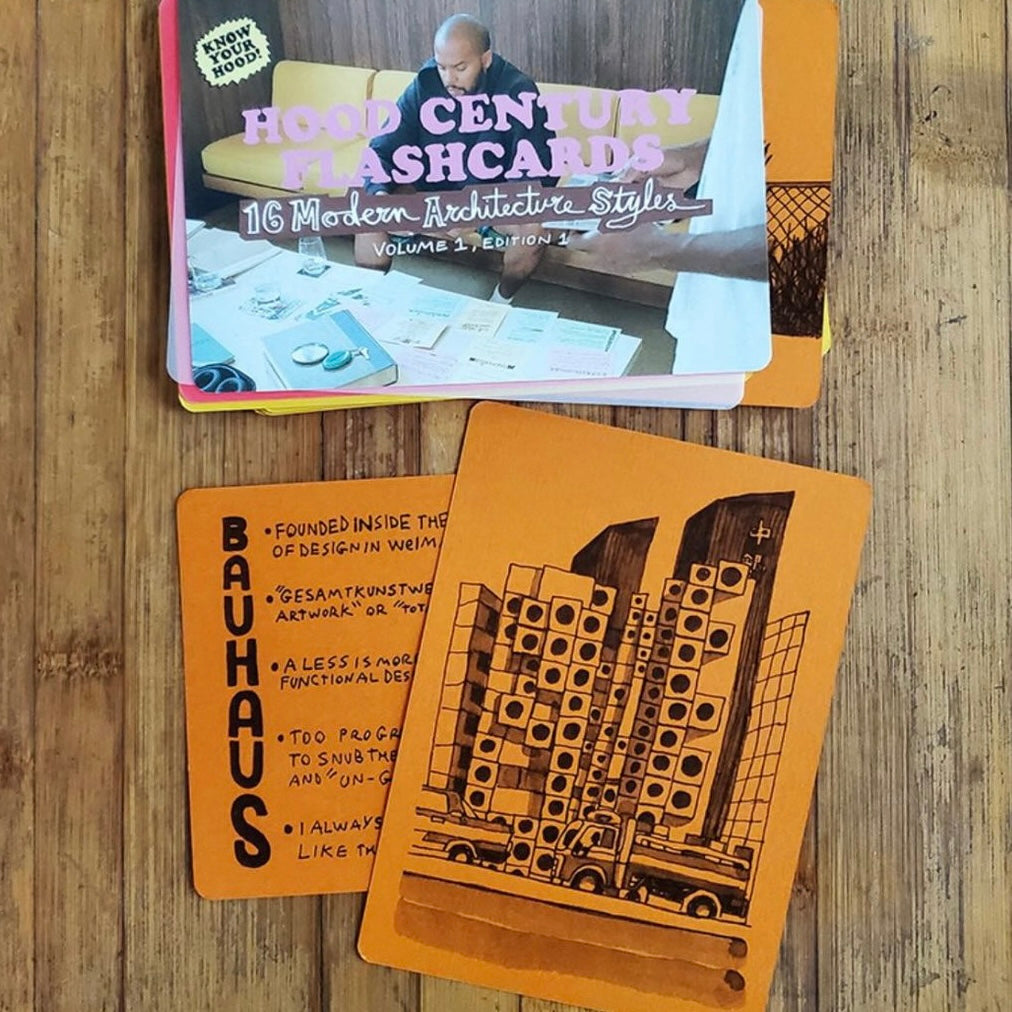 KNOW
YOUR
HOOD!
HOOD CENTURY
FLASHCARDS
16 Modern Architecture Styles
VOLUME 1, EDITION 1
BAUHAUS
• FOUNDED INSIDE THE
OF DESIGN IN WeIM
• "GESAMTKUNSTWE
ARTWORK" OR "TOT
• A LESS IS MOR
FUNCTIONAL DES
• TOO PROGR
TO SNUB THE
AND "UN-G
• I ALWAYS
LIKE TH
中